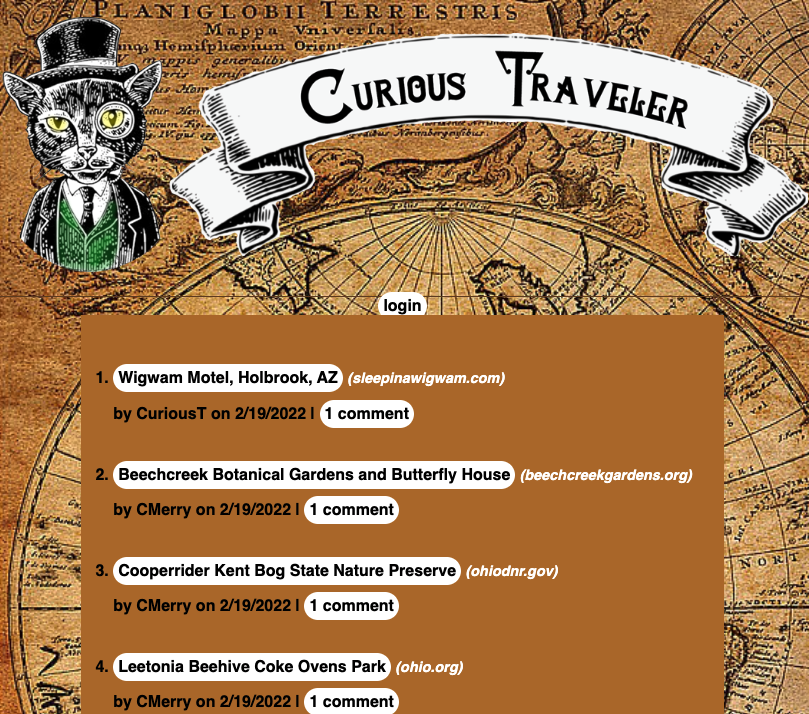 PLANIGLOBII TERRESTRIS
Mappa Vniverſalis
CURIOUS TRAVELER
login
1. Wigwam Motel, Holbrook, AZ (sleepinawigwam.com)
by CuriousT on 2/19/2022 | 1 comment
2. Beechcreek Botanical Gardens and Butterfly House (beechcreekgardens.org)
by CMerry on 2/19/2022 | 1 comment
3. Cooperrider Kent Bog State Nature Preserve (ohiodnr.gov)
by CMerry on 2/19/2022 | 1 comment
4. Leetonia Beehive Coke Ovens Park (ohio.org)
by CMerry on 2/19/2022 | 1 comment